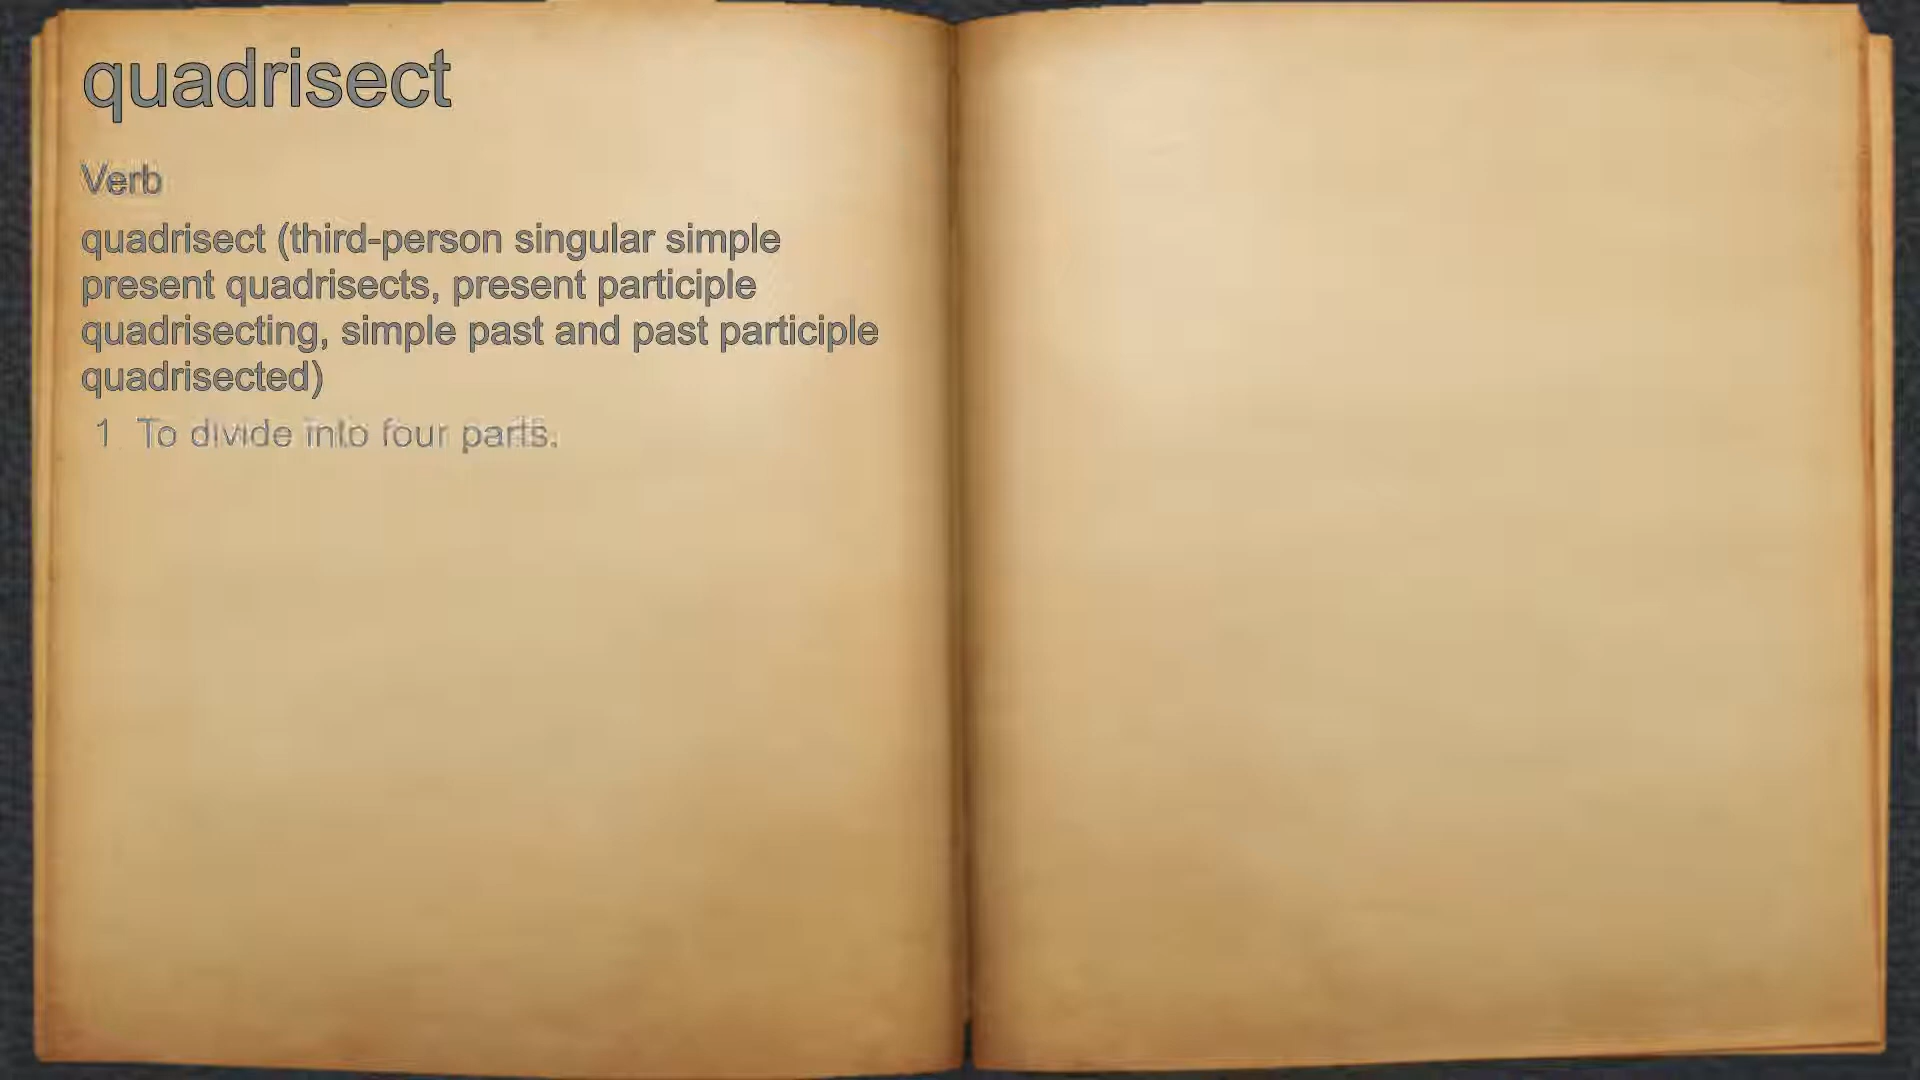 quadrisect
Verb
quadrisect (third-person singular simple
present quadrisects, present participle
quadrisecting, simple past and past participle
quadrisected)
1 To divide into four parts.